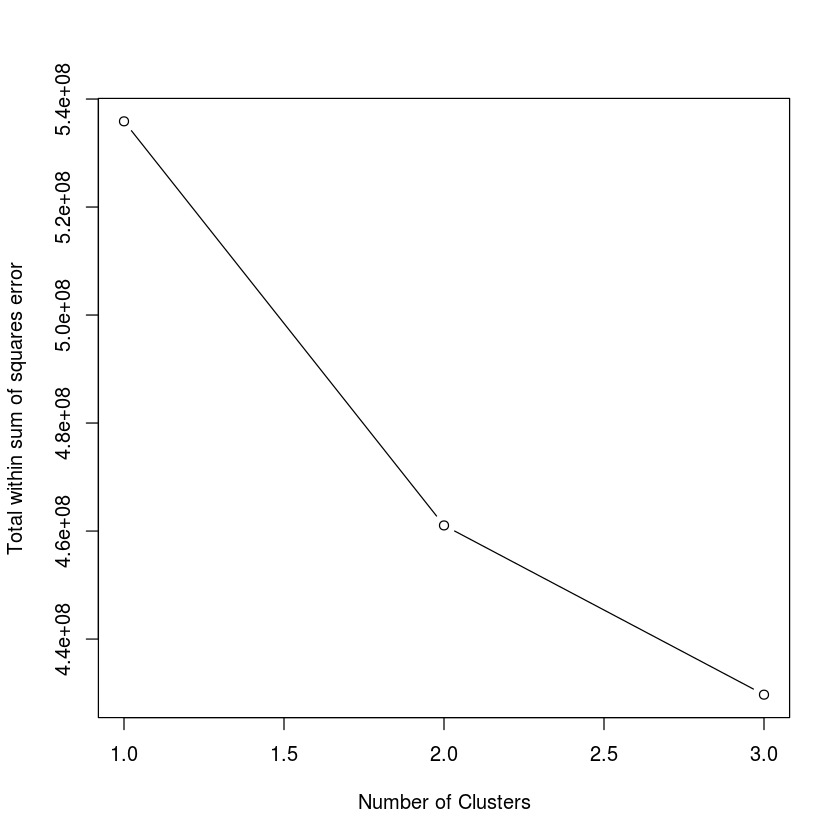 5.4e+08
5.2e+08
5.0e+08
4.8e+08
4.6e+08
4.4e+08
Total within sum of squares error
1.0
1.5
2.0
2.5
3.0
Number of Clusters